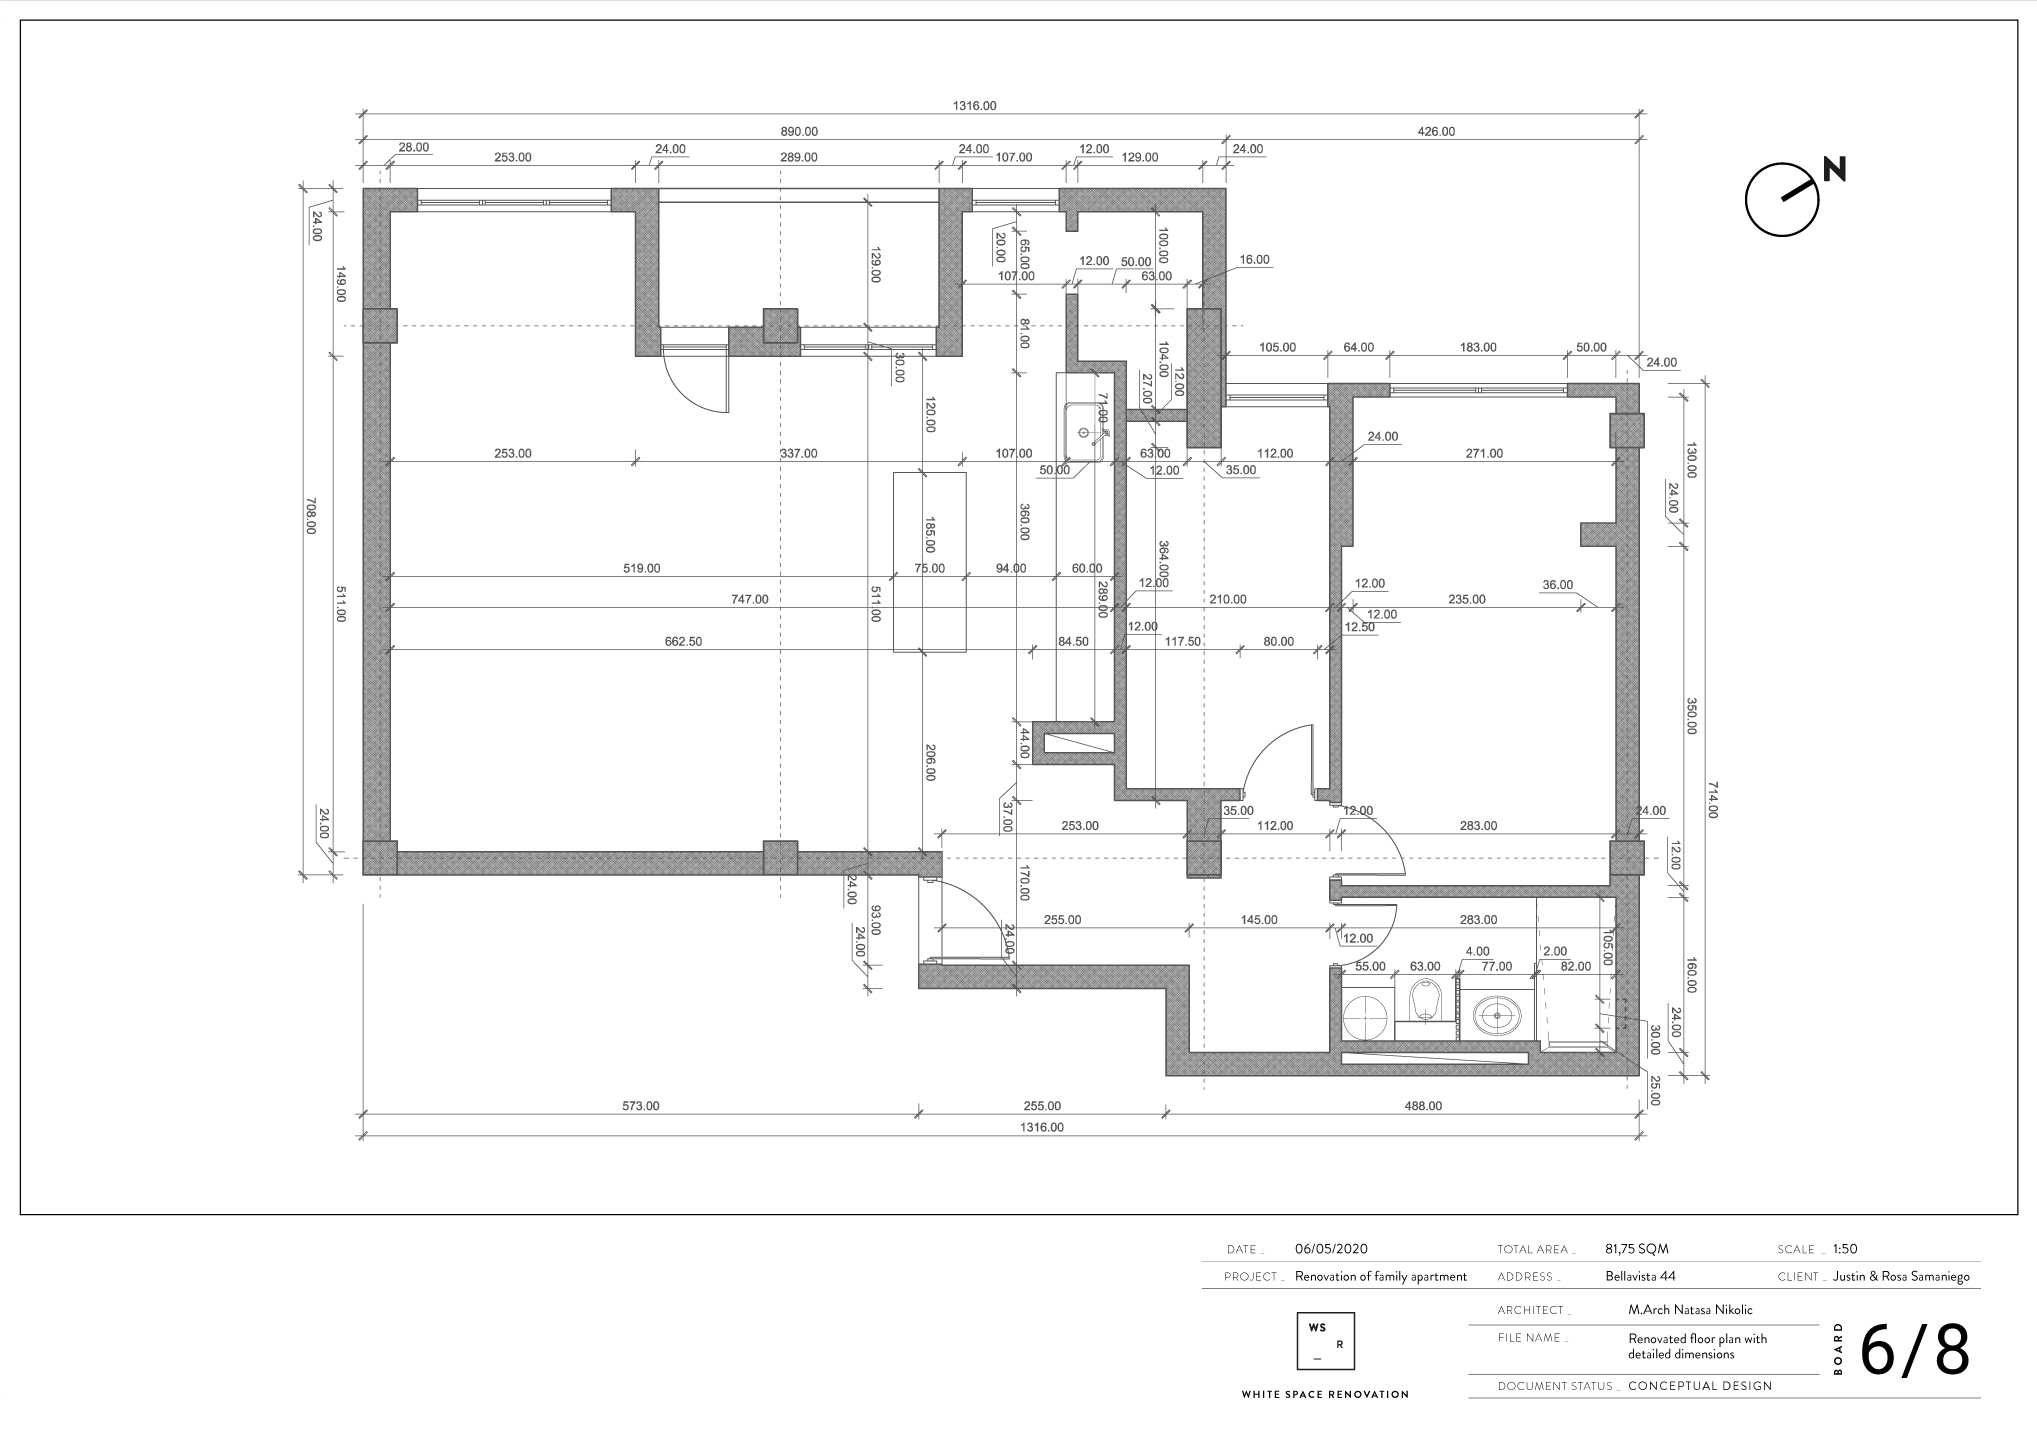 1316.00
890.00 426.00
28.00 253.00 24.00 289.00 24.00 107.00 12.00 129.00 24.00
N
24.00
149.00
129.00
20.00
65.00
100.00
107.00 12.00 50.00 63.00 16.00
81.00
30.00
104.00
12.00
27.00
105.00 64.00 183.00 50.00 24.00
120.00
71.00
24.00
130.00
253.00 337.00 107.00 63.00 112.00 271.00
50.00 12.00 35.00
24.00
708.00
185.00
360.00
364.00
519.00 75.00 94.00 60.00
12.00 12.00 36.00
511.00
511.00
289.00
747.00 210.00 235.00
12.00
12.00 12.50
662.50 84.50 117.50 80.00
350.00
44.00
206.00
714.00
24.00
37.00
35.00 12.00 24.00
253.00 112.00 283.00
12.00
170.00
24.00
93.00
255.00 145.00 283.00
24.00
24.00
12.00
105.00
4.00 2.00
55.00 63.00 77.00 82.00
160.00
24.00
30.00
25.00
573.00 255.00 488.00
1316.00
DATE _ 06/05/2020 TOTAL AREA _ 81,75 SQM SCALE _ 1:50
PROJECT _ Renovation of family apartment ADDRESS _ Bellavista 44 CLIENT _ Justin & Rosa Samaniego
ARCHITECT _ M.Arch Natasa Nikolic
FILE NAME _ Renovated floor plan with
detailed dimensions
DOCUMENT STATUS _ CONCEPTUAL DESIGN
BOARD 6/8
WS
R
_
WHITE SPACE RENOVATION